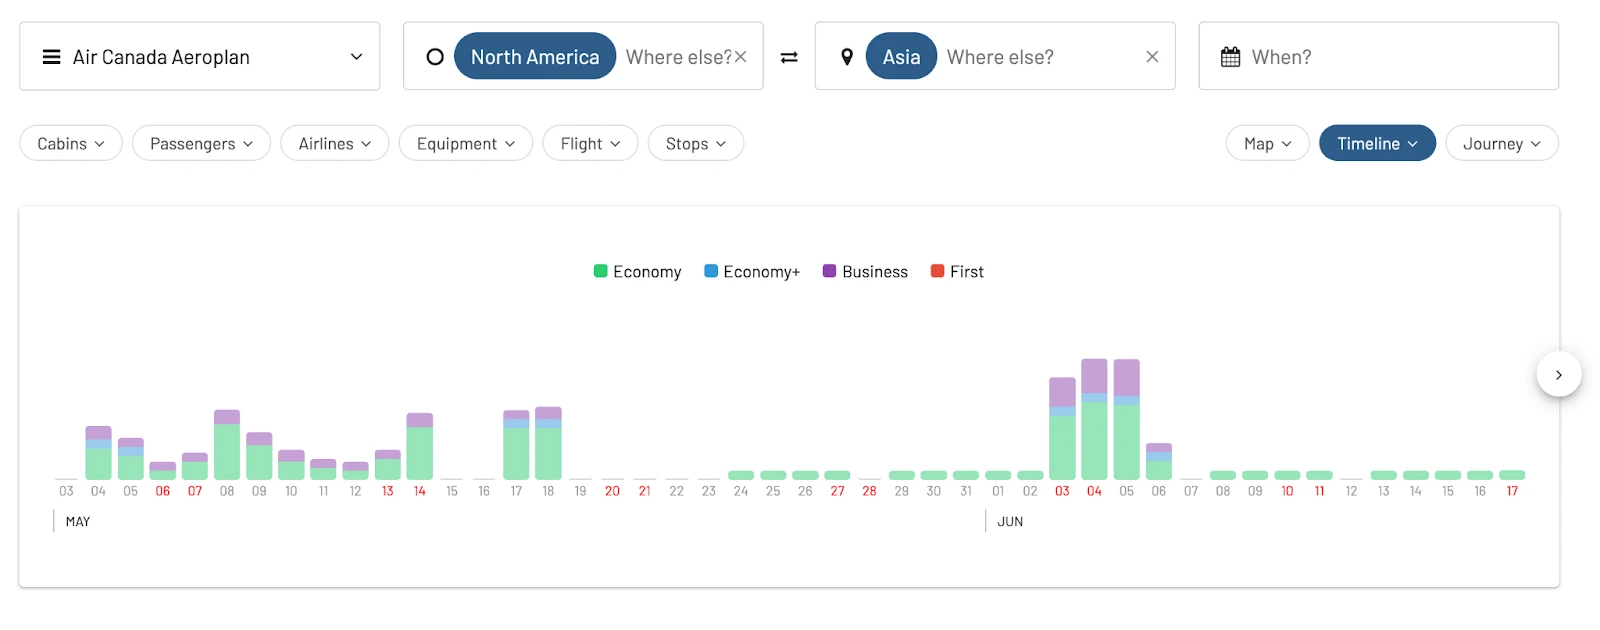 Air Canada Aeroplan North America Where else? Asia Where else? When?
Cabins Passengers Airlines Equipment Flight Stops Map Timeline Journey
Economy Economy+ Business First
03 04 05 06 07 08 09 10 11 12 13 14 15 16 17 18 19 20 21 22 23 24 25 26 27 28 29 30 31 01 02 03 04 05 06 07 08 09 10 11 12 13 14 15 16 17
MAY JUN